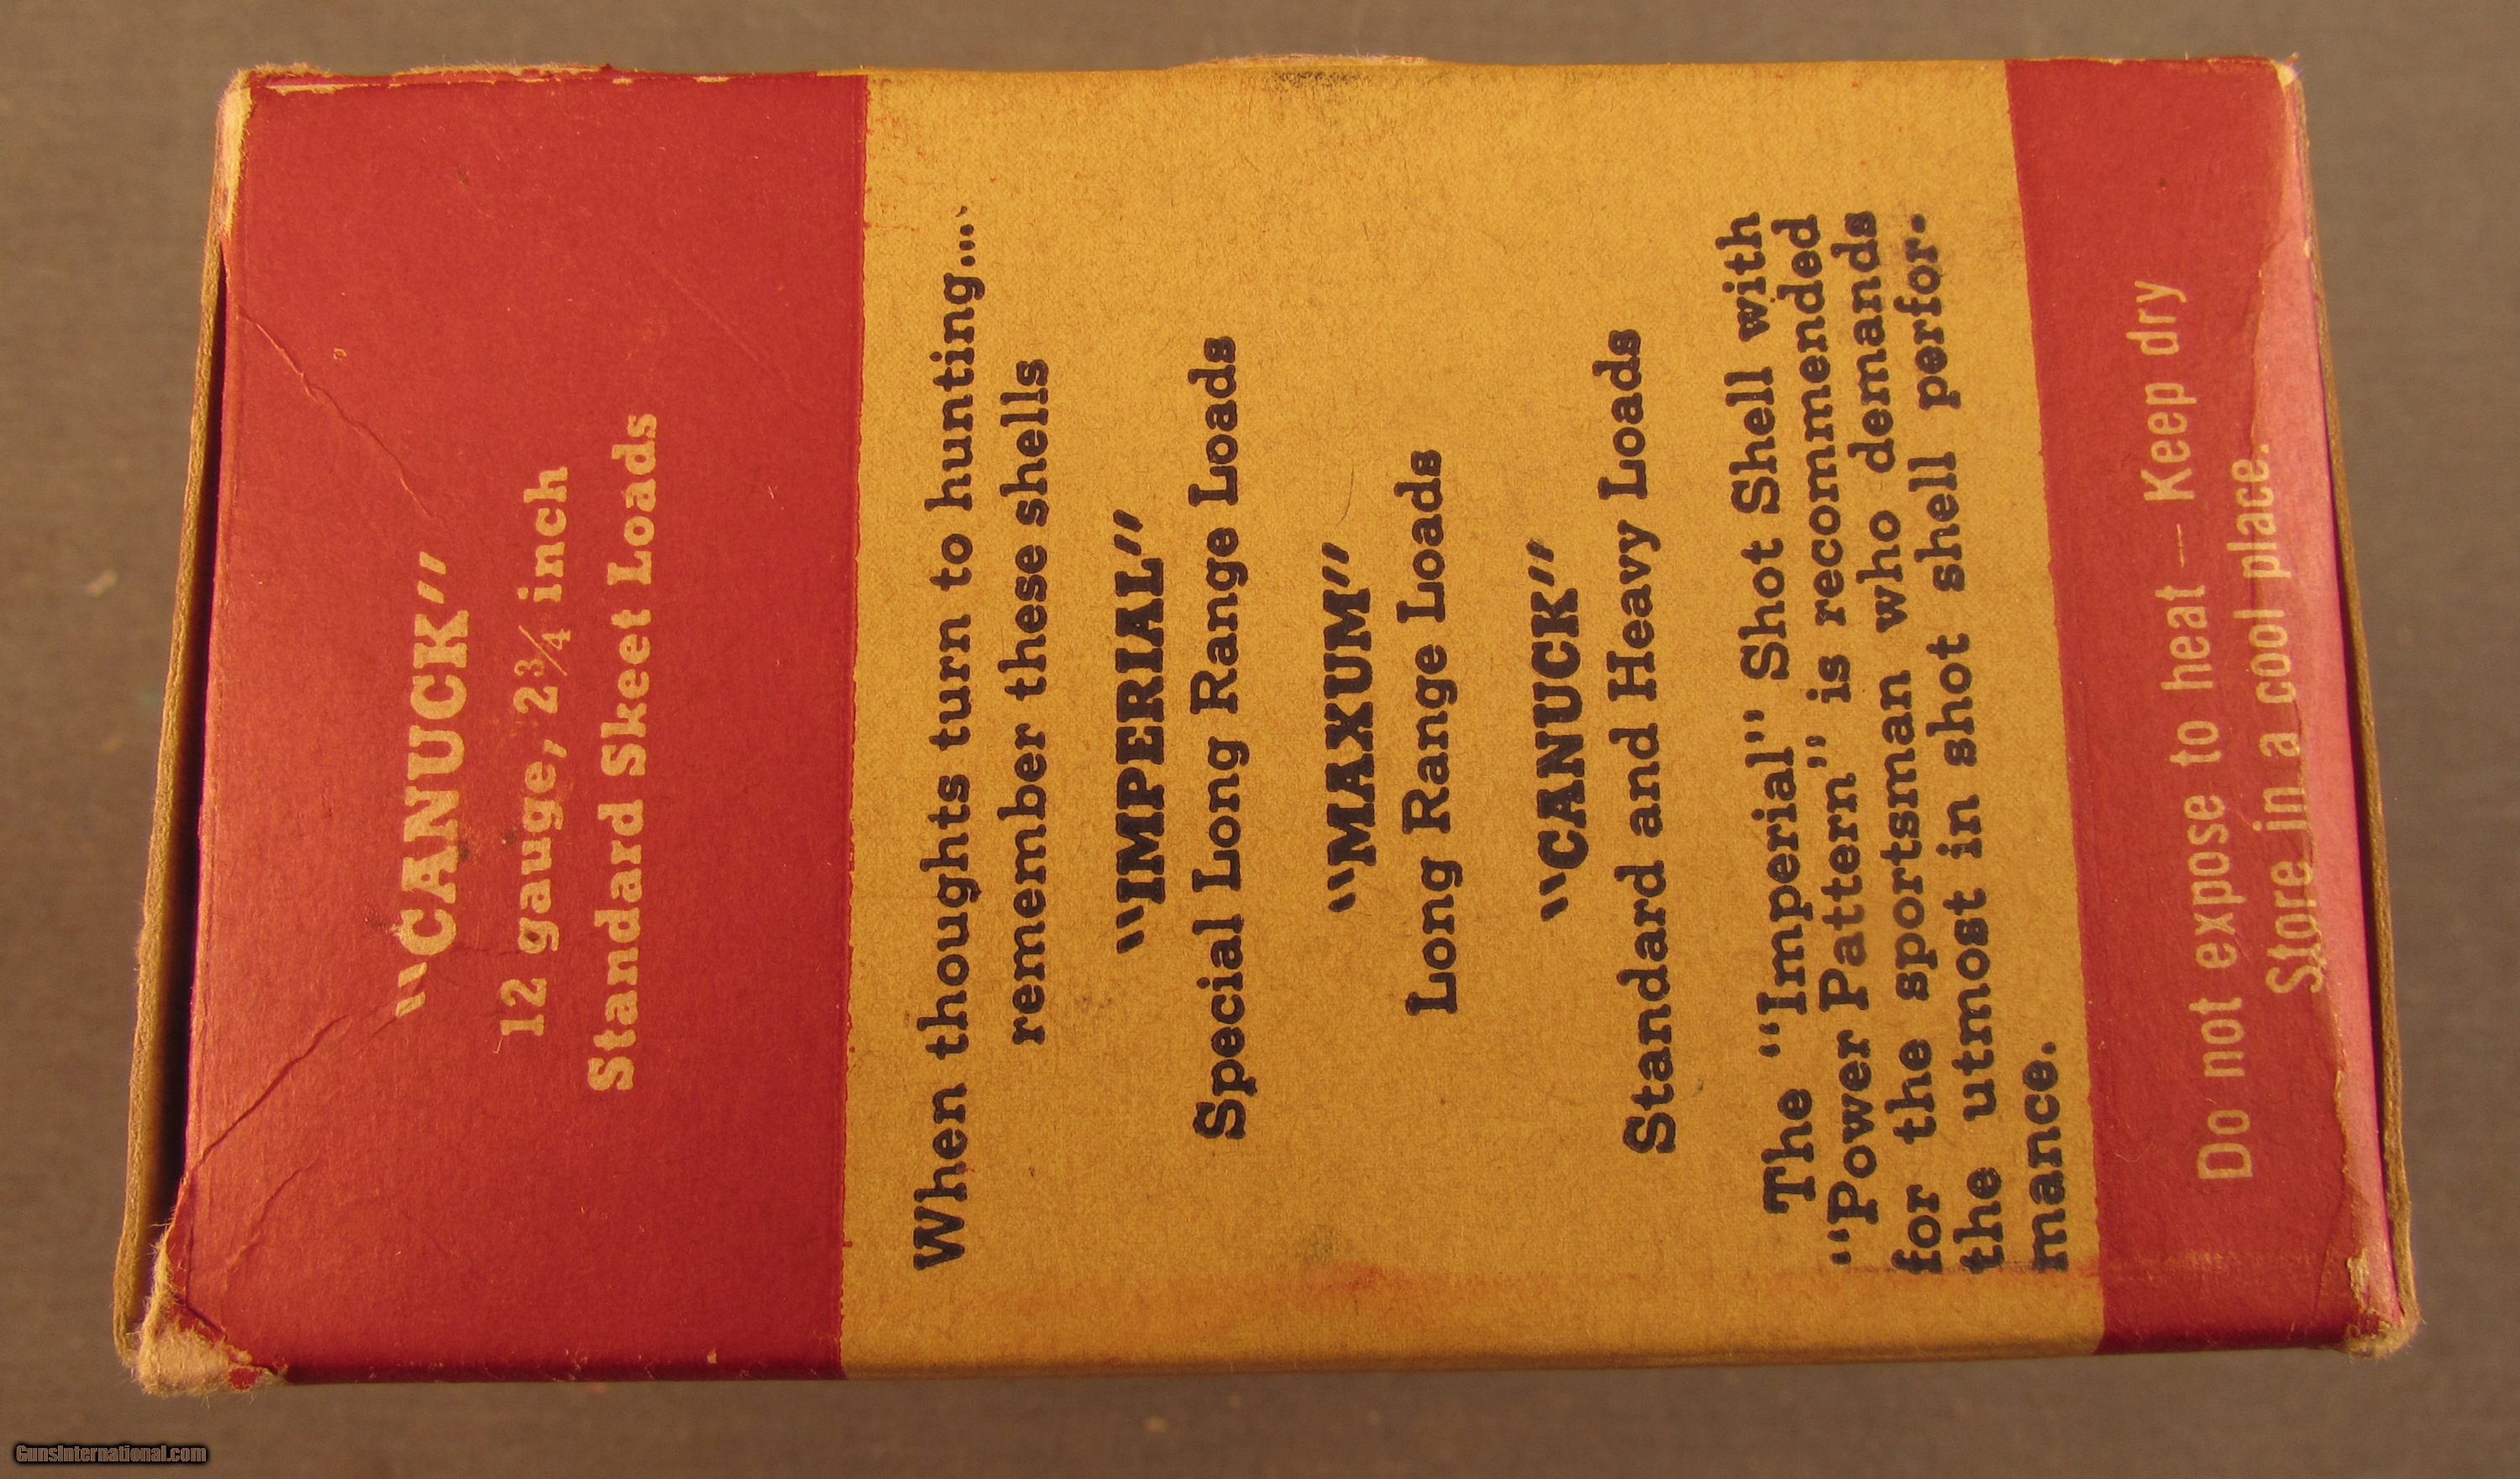 "CANUCK"
12 gauge, 2¾ inch
Standard Skeet Loads
When thoughts turn to hunting...
remember these shells
"IMPERIAL"
Special Long Range Loads
"MAXUM"
Long Range Loads
"CANUCK"
Standard and Heavy Loads
The "Imperial" Shot Shell with
"Power Pattern" is recommended
for the sportsman who demands
the utmost in shot shell perfor-
mance.
Do not expose to heat — Keep dry
Store in a cool place.
GunsInternational.com